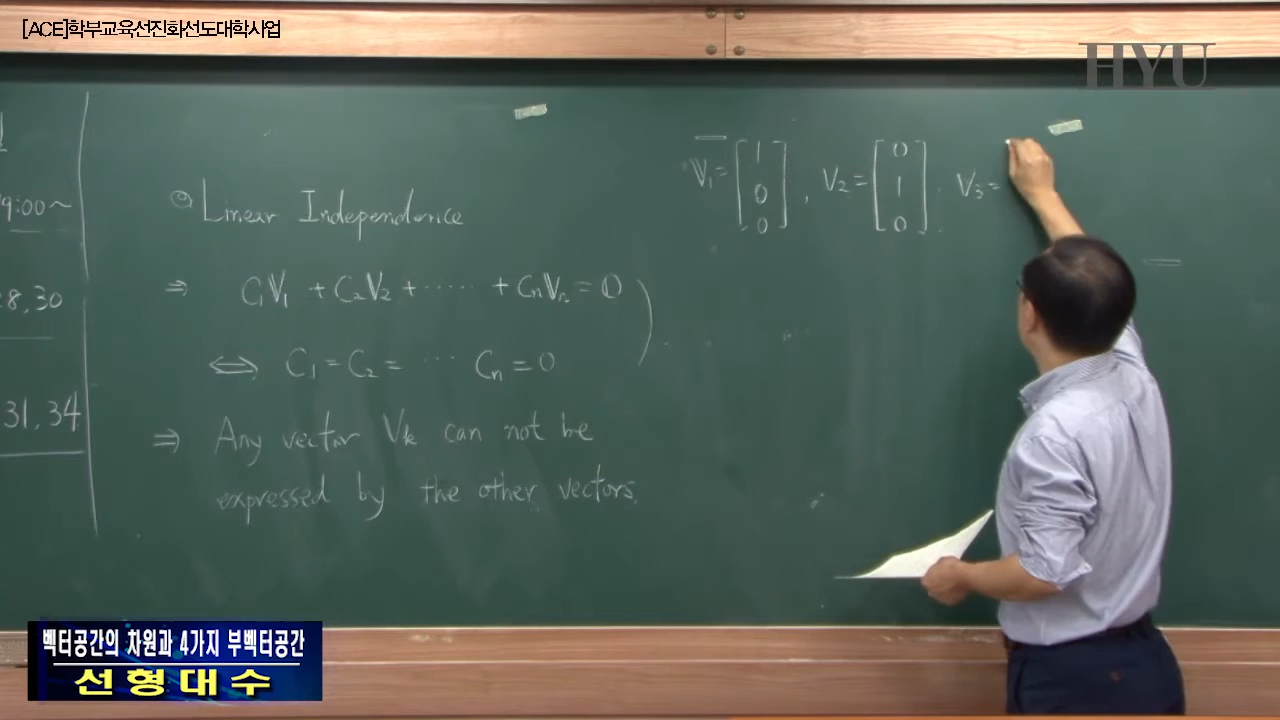 [ACE]학부교육선진화선도대학사업
HYU
9:00~
28,30
31,34
Linear Independence
⇒ C₁V₁ + C₂V₂ + ····· + CₙVₙ = 0
⇔ C₁ = C₂ = ··· Cₙ = 0
⇒ Any vector Vₖ can not be
expressed by the other vectors.
V₁ = [1 0 0], V₂ = [0 1 0], V₃ =
벡터공간의 차원과 4가지 부벡터공간
선형대수